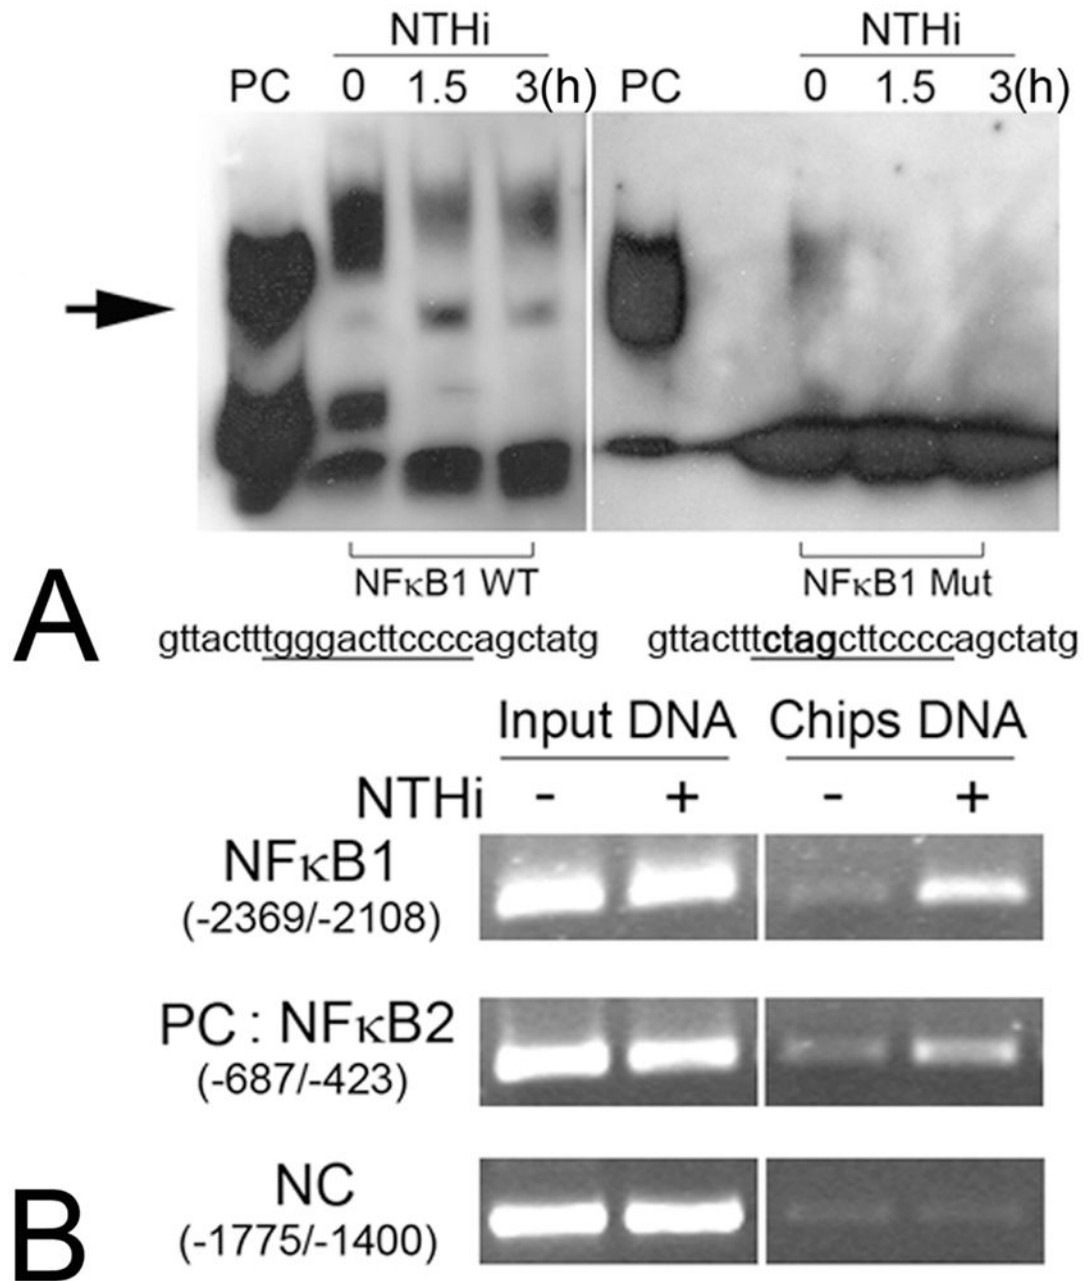 NTHi NTHi
PC 0 1.5 3(h) PC 0 1.5 3(h)
NFκB1 WT NFκB1 Mut
A
gttactttgggacttccccagctatg gttactttctagcttccccagctatg
Input DNA Chips DNA
NTHi - + - +
NFκB1
(-2369/-2108)
PC : NFκB2
(-687/-423)
NC
(-1775/-1400)
B